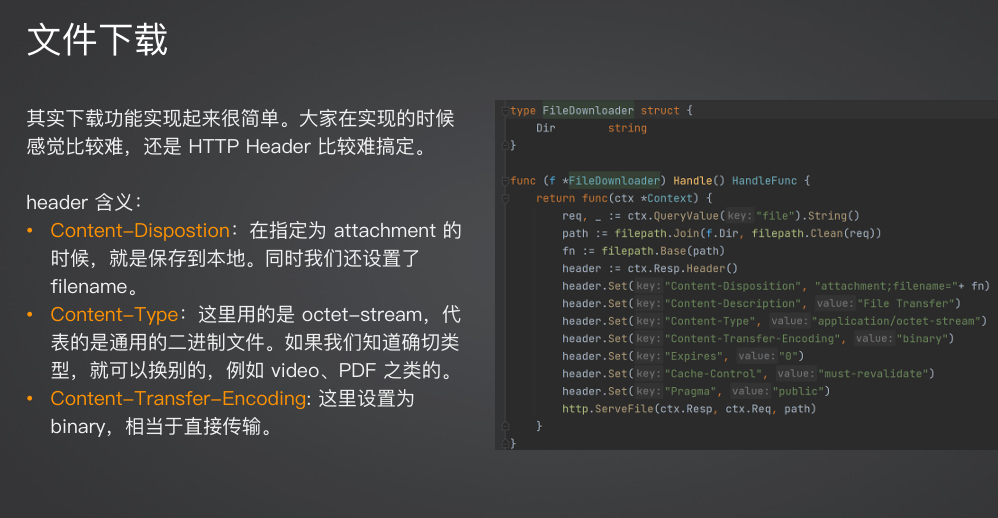 文件下载
其实下载功能实现起来很简单。大家在实现的时候
感觉比较难，还是 HTTP Header 比较难搞定。
header 含义：
• Content-Dispostion：在指定为 attachment 的
时候，就是保存到本地。同时我们还设置了
filename。
• Content-Type：这里用的是 octet-stream，代
表的是通用的二进制文件。如果我们知道确切类
型，就可以换别的，例如 video、PDF 之类的。
• Content-Transfer-Encoding: 这里设置为
binary，相当于直接传输。
type FileDownloader struct {
    Dir        string
}
func (f *FileDownloader) Handle() HandleFunc {
    return func(ctx *Context) {
        req, _ := ctx.QueryValue( key: "file").String()
        path := filepath.Join(f.Dir, filepath.Clean(req))
        fn := filepath.Base(path)
        header := ctx.Resp.Header()
        header.Set( key: "Content-Disposition", "attachment;filename="+ fn)
        header.Set( key: "Content-Description", value: "File Transfer")
        header.Set( key: "Content-Type", value: "application/octet-stream")
        header.Set( key: "Content-Transfer-Encoding", value: "binary")
        header.Set( key: "Expires", value: "0")
        header.Set( key: "Cache-Control", value: "must-revalidate")
        header.Set( key: "Pragma", value: "public")
        http.ServeFile(ctx.Resp, ctx.Req, path)
    }
}